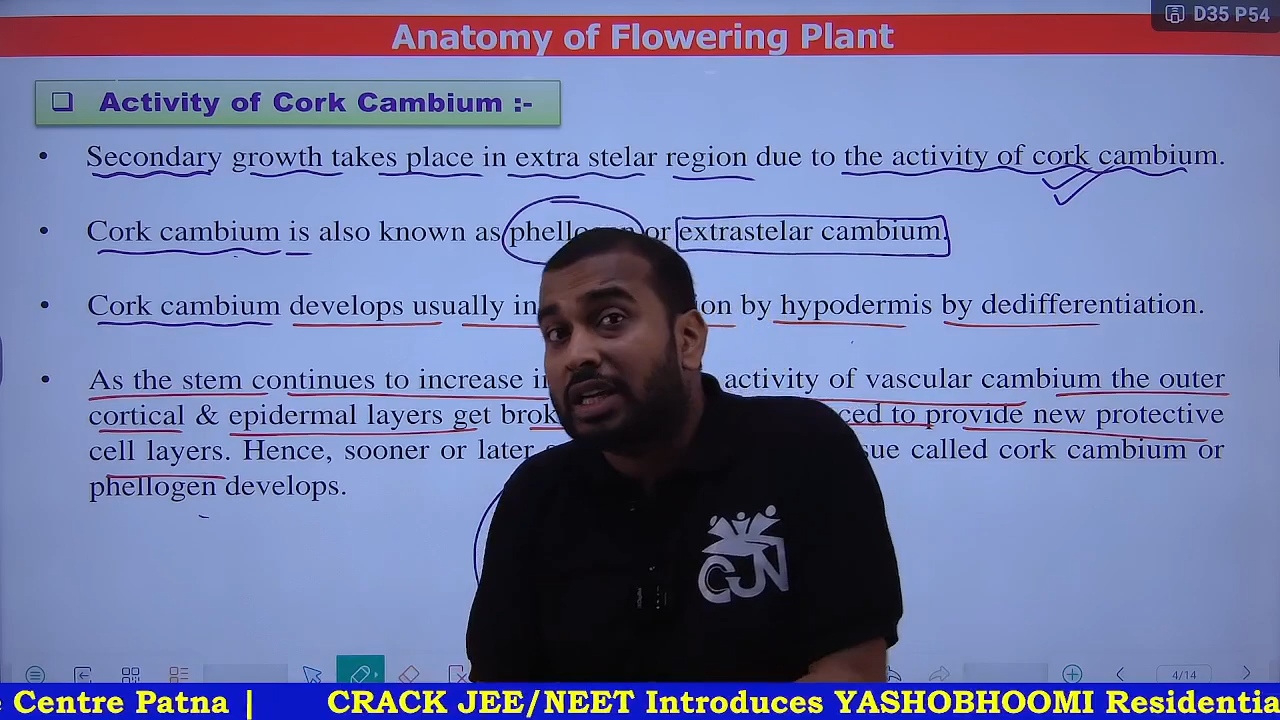 D35 P54
Anatomy of Flowering Plant
❑ Activity of Cork Cambium :-
• Secondary growth takes place in extra stelar region due to the activity of cork cambium.
• Cork cambium is also known as or extrastelar cambium.
• Cork cambium develops usually in by hypodermis by dedifferentiation.
• As the stem continues to increase activity of vascular cambium the outer
cortical & epidermal layers get to provide new protective
cell layers. Hence, sooner or later called cork cambium or
phellogen develops.
GJN
4/14
Centre Patna | CRACK JEE/NEET Introduces YASHOBHOOMI